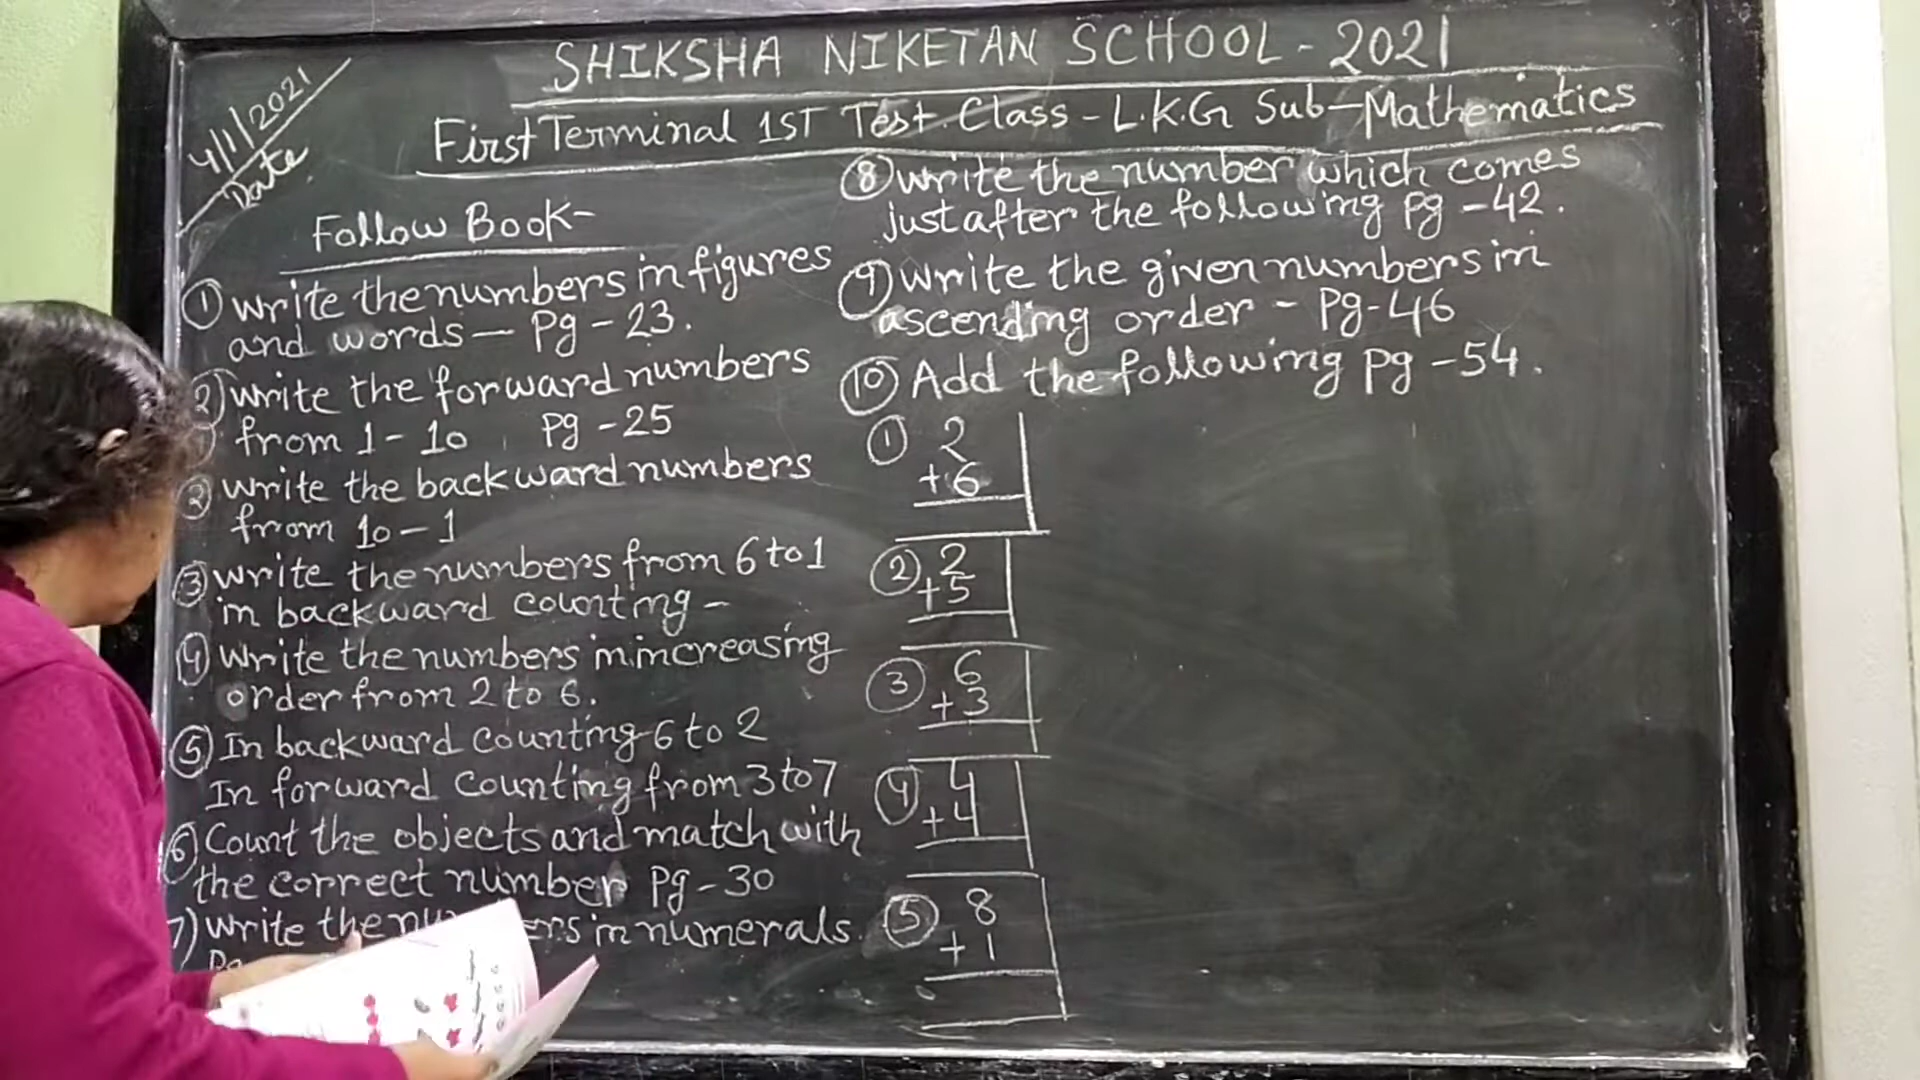 SHIKSHA NIKETAN SCHOOL - 2021
4/1/2021
Date
First Terminal 1ST Test. Class - L.K.G Sub - Mathematics
Follow Book -
① Write the numbers in figures
and words - Pg - 23.
② Write the forward numbers
from 1 - 10 Pg - 25
② Write the backward numbers
from 10 - 1
③ Write the numbers from 6 to 1
in backward counting -
④ Write the numbers in increasing
order from 2 to 6.
⑤ In backward counting 6 to 2
In forward counting from 3 to 7
⑥ Count the objects and match with
the correct number Pg - 30
7) Write the in numerals.
⑧ Write the number which comes
just after the following Pg - 42.
⑨ Write the given numbers in
ascending order - Pg - 46
⑩ Add the following Pg - 54.
① 2
+ 6
② 2
+ 5
③ 6
+ 3
④ 4
+ 4
⑤ 8
+ 1